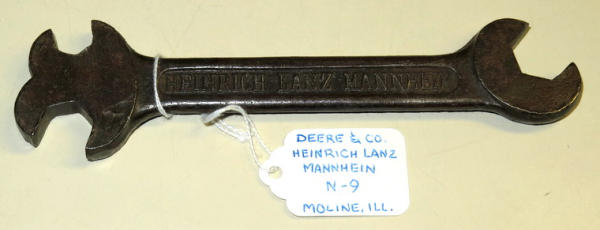 HEINRICH LANZ MANNHEIM
DEERE & CO.
HEINRICH LANZ
MANNHEIN
N-9
MOLINE, ILL.